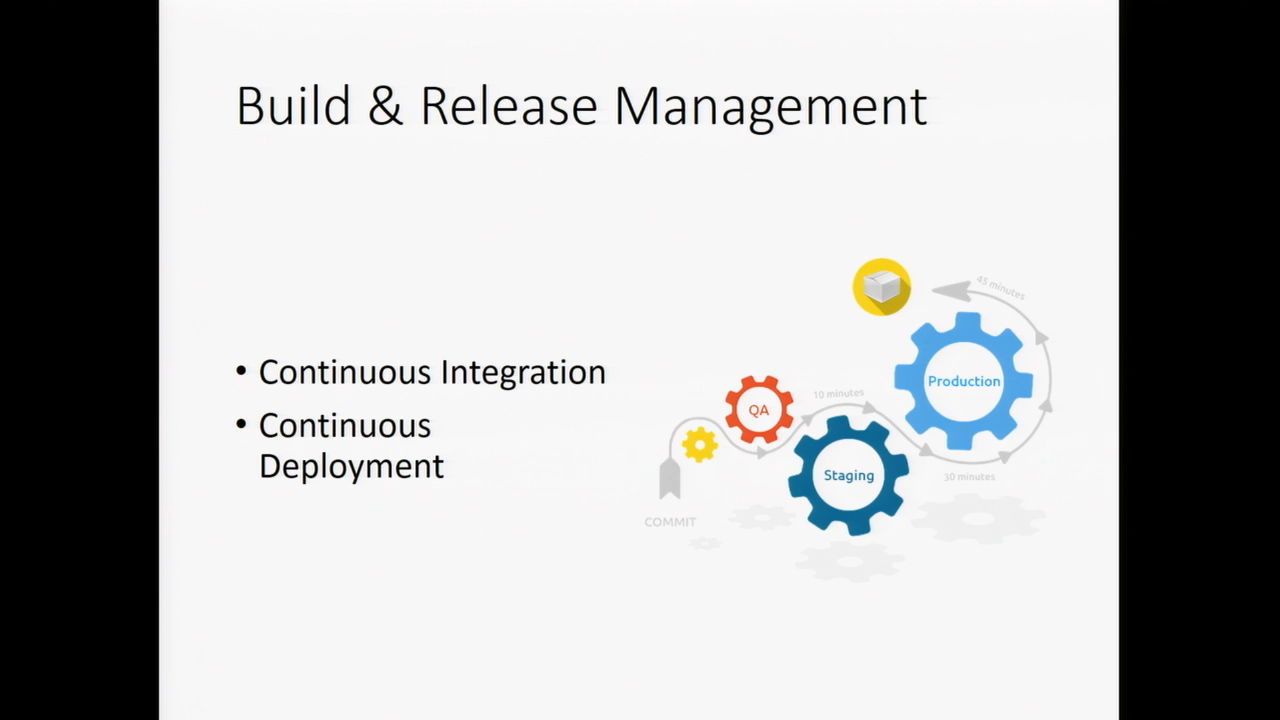 Build & Release Management
• Continuous Integration
• Continuous
Deployment
45 minutes
Production
QA
10 minutes
Staging
30 minutes
COMMIT